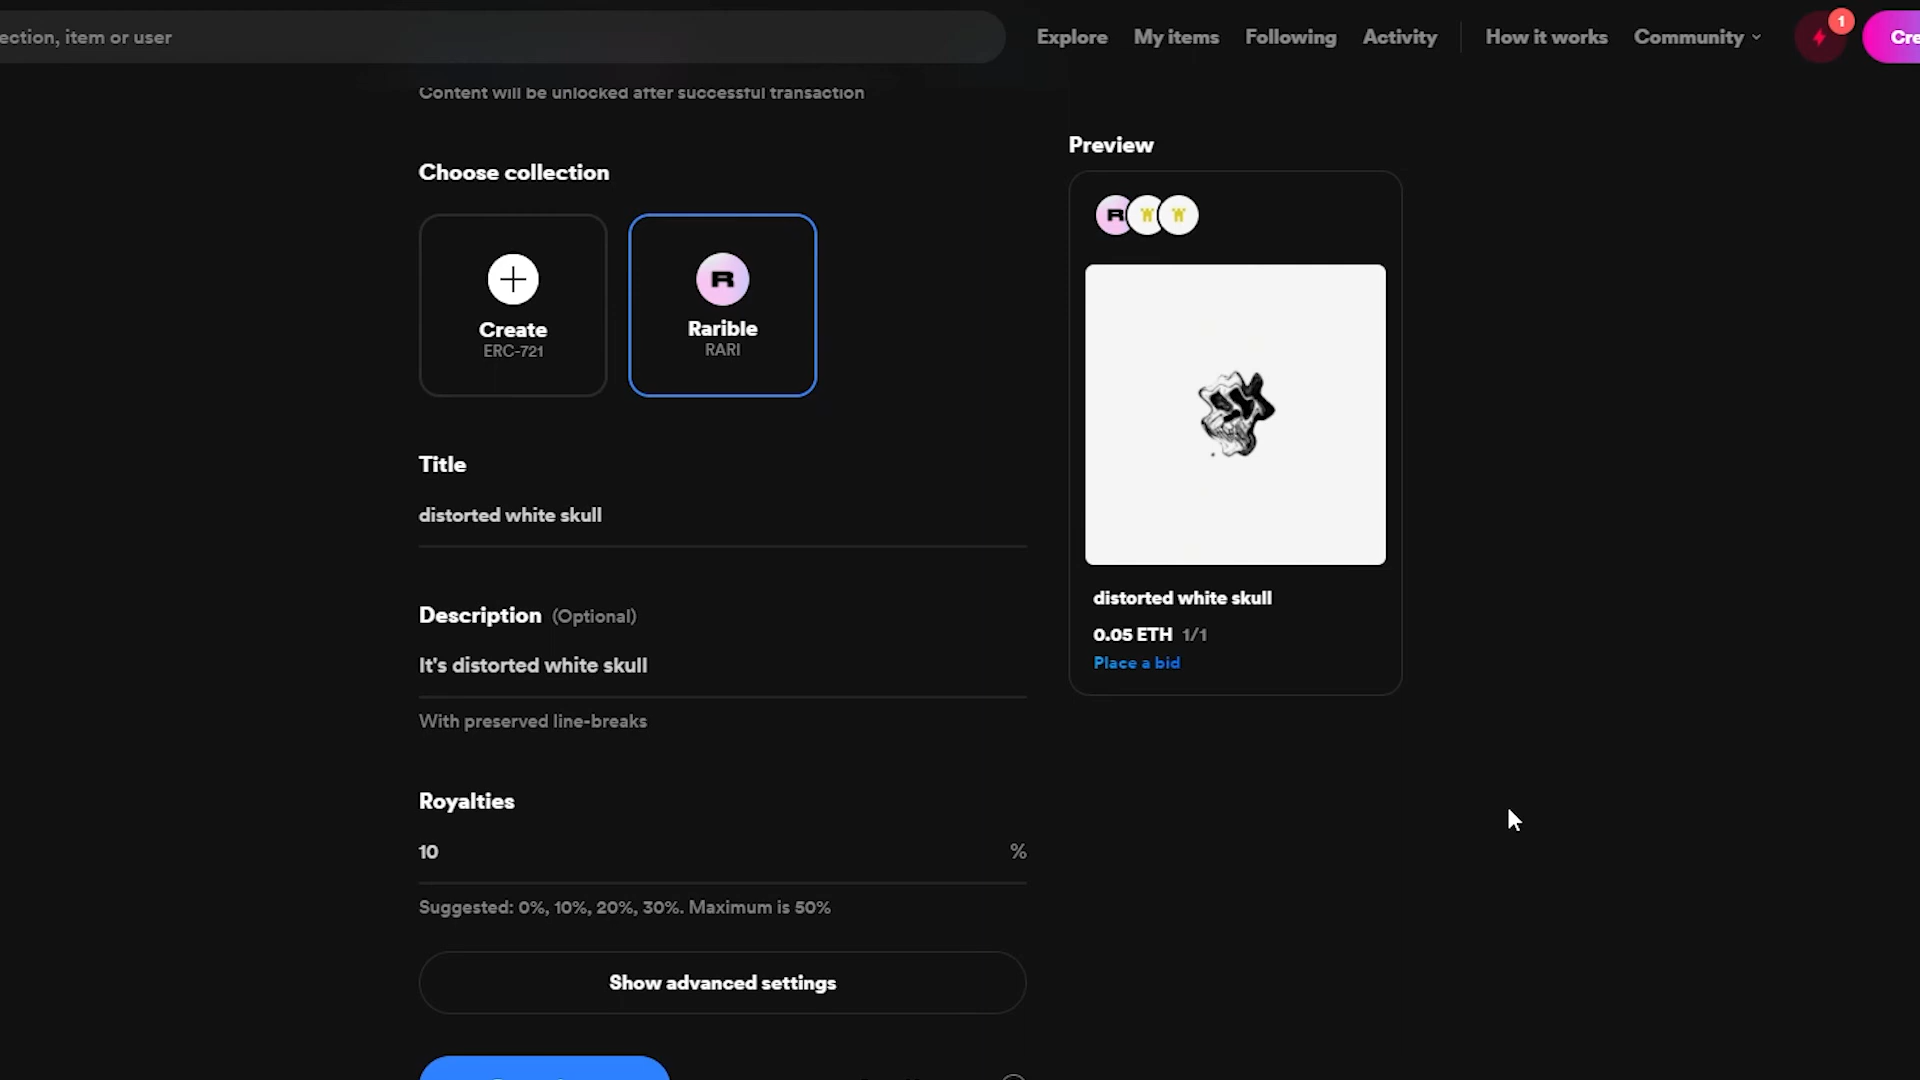 ection, item or user
Explore
My items
Following
Activity
How it works
Community
1
Cre
Content will be unlocked after successful transaction
Choose collection
Create
ERC-721
R
Rarible
RARI
Title
distorted white skull
Description (Optional)
It's distorted white skull
With preserved line-breaks
Royalties
10 %
Suggested: 0%, 10%, 20%, 30%. Maximum is 50%
Show advanced settings
Preview
R
distorted white skull
0.05 ETH 1/1
Place a bid